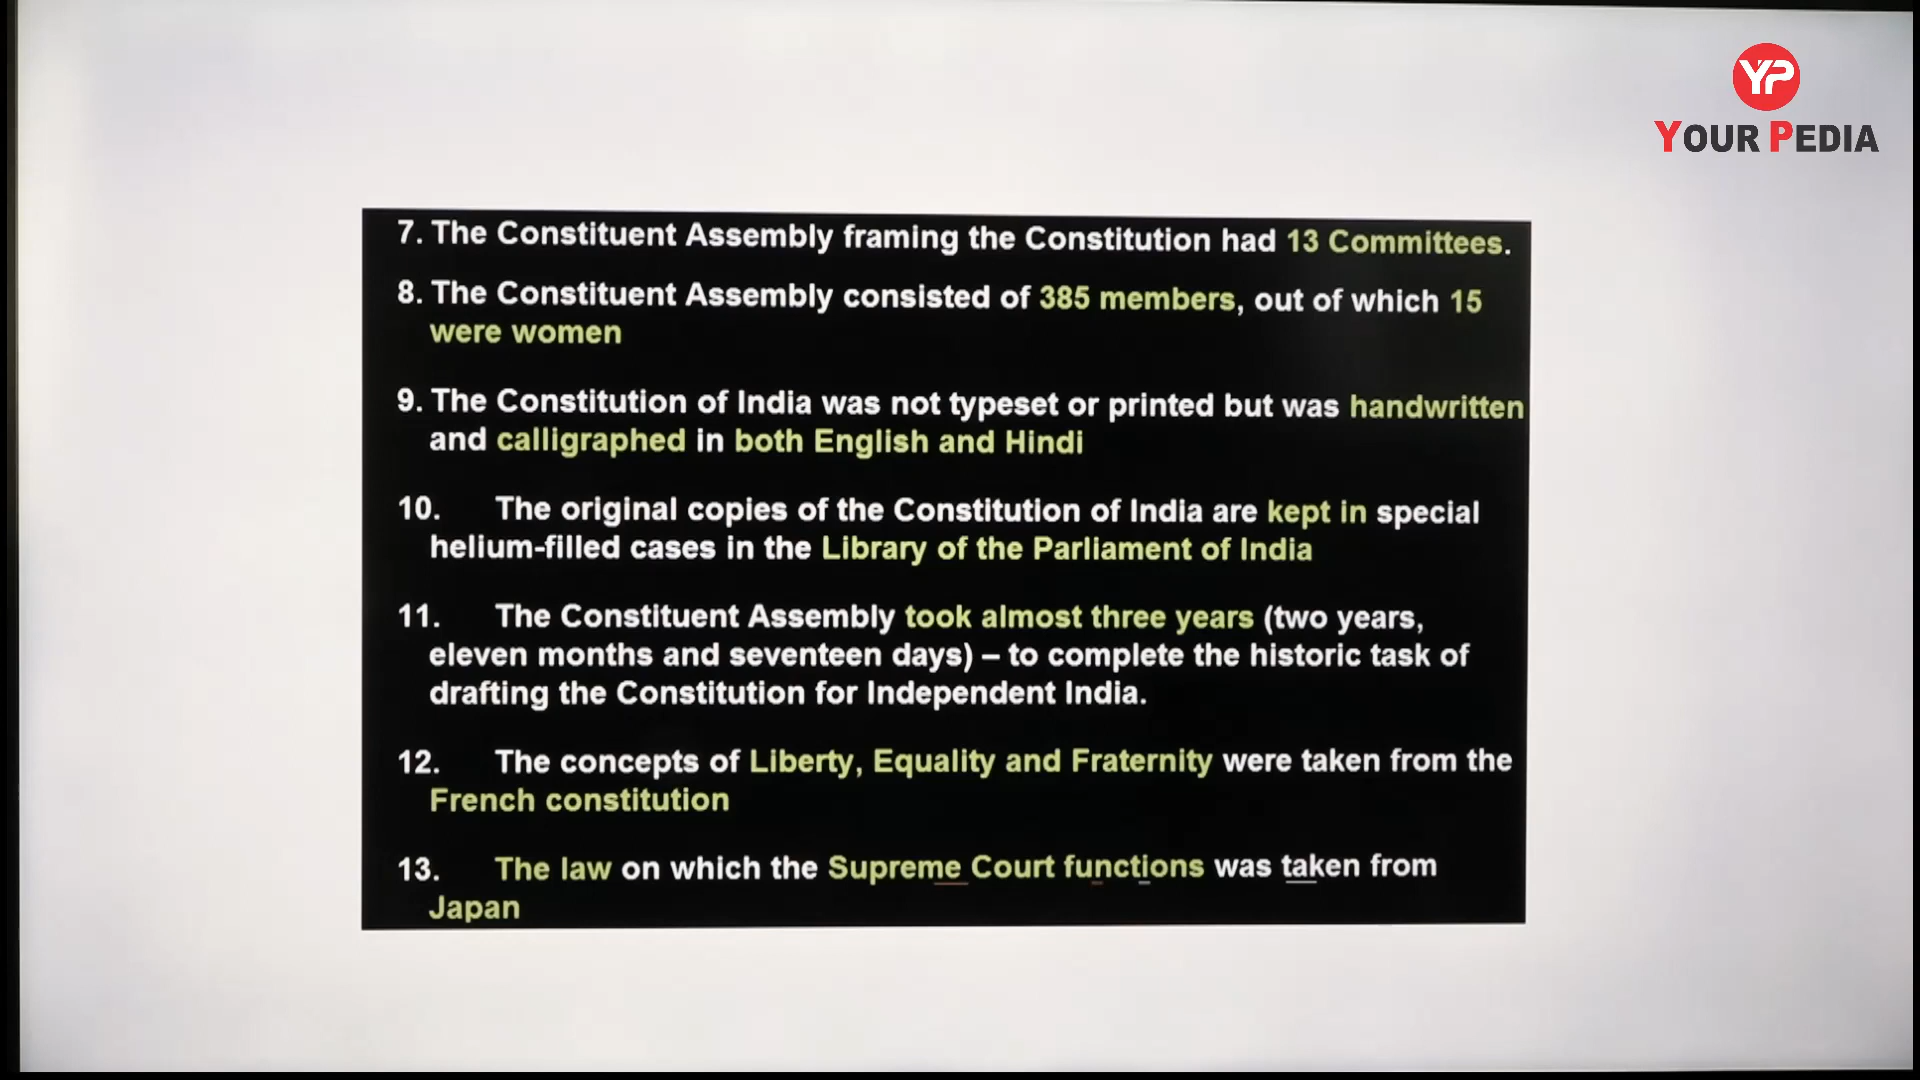 YP
YOUR PEDIA
7. The Constituent Assembly framing the Constitution had 13 Committees.
8. The Constituent Assembly consisted of 385 members, out of which 15
were women
9. The Constitution of India was not typeset or printed but was handwritten
and calligraphed in both English and Hindi
10. The original copies of the Constitution of India are kept in special
helium-filled cases in the Library of the Parliament of India
11. The Constituent Assembly took almost three years (two years,
eleven months and seventeen days) – to complete the historic task of
drafting the Constitution for Independent India.
12. The concepts of Liberty, Equality and Fraternity were taken from the
French constitution
13. The law on which the Supreme Court functions was taken from
Japan